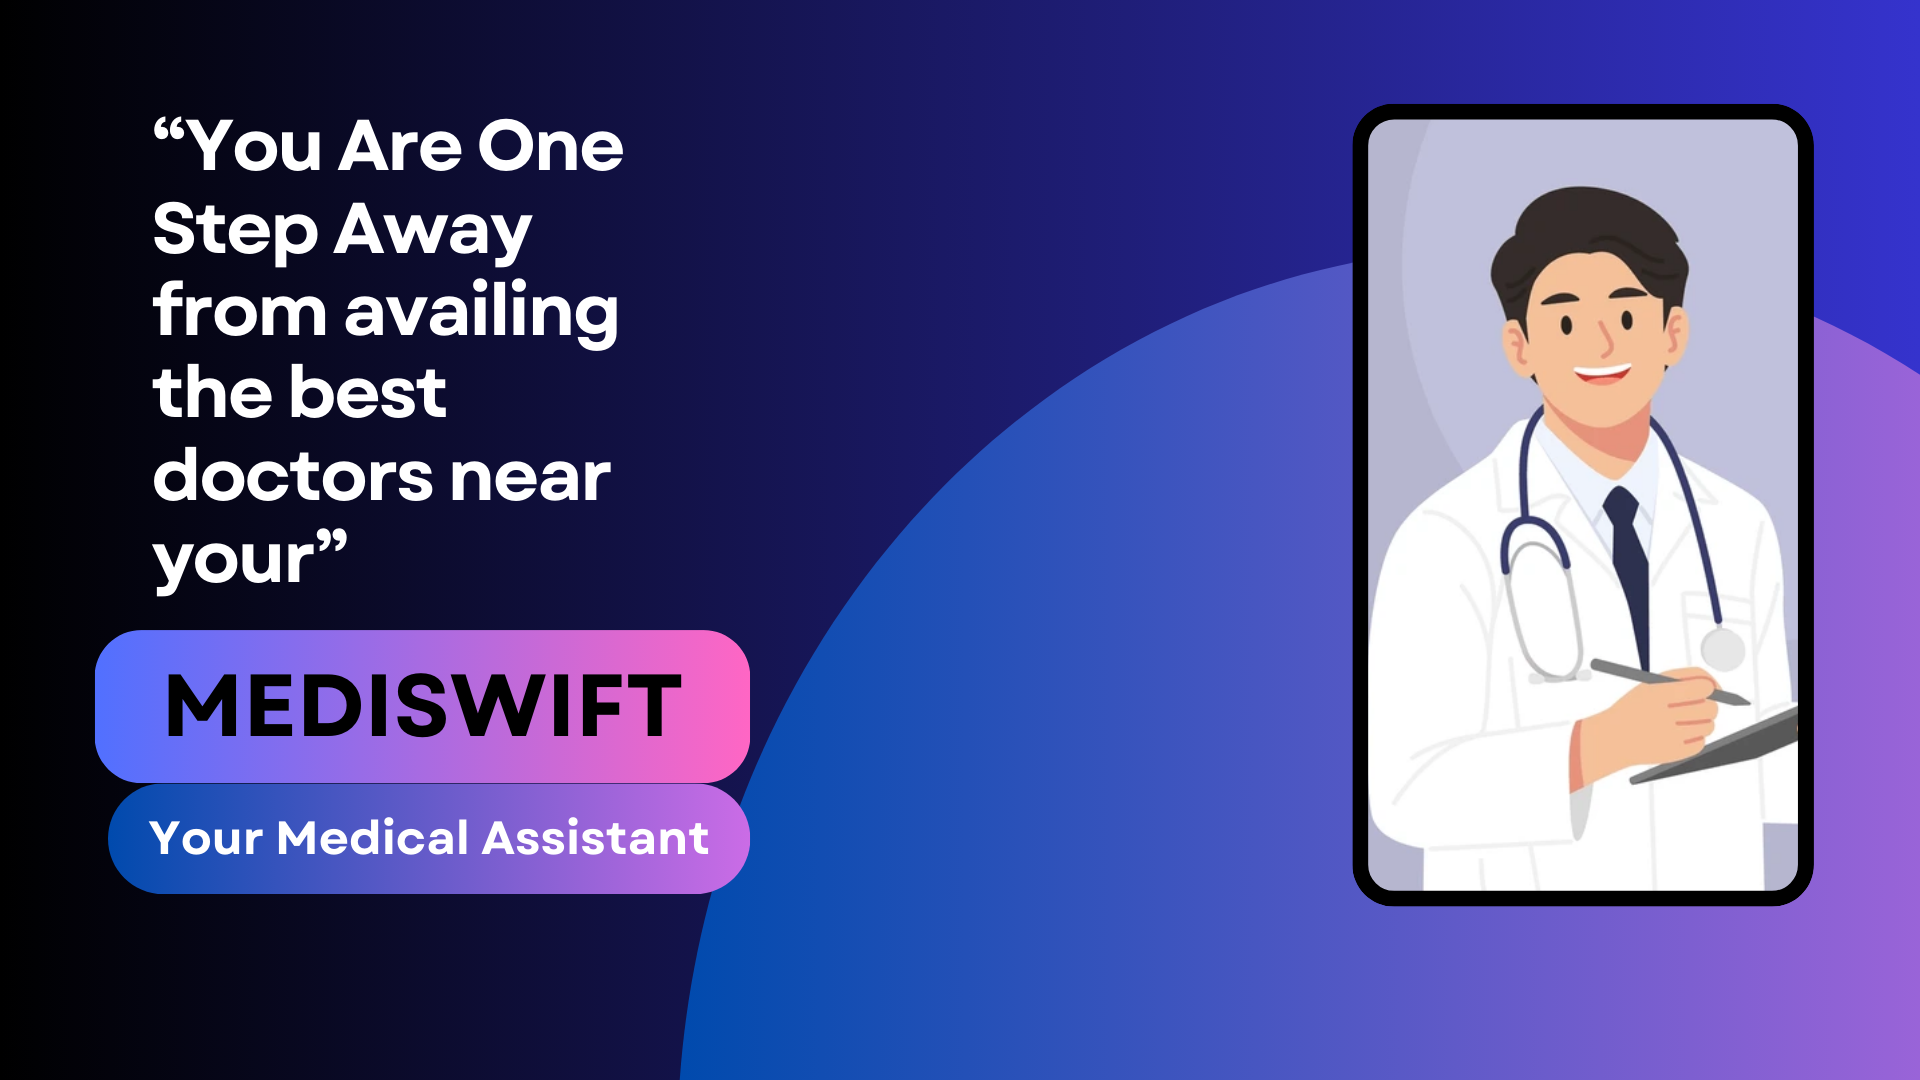 “You Are One
Step Away
from availing
the best
doctors near
your”
MEDISWIFT
Your Medical Assistant